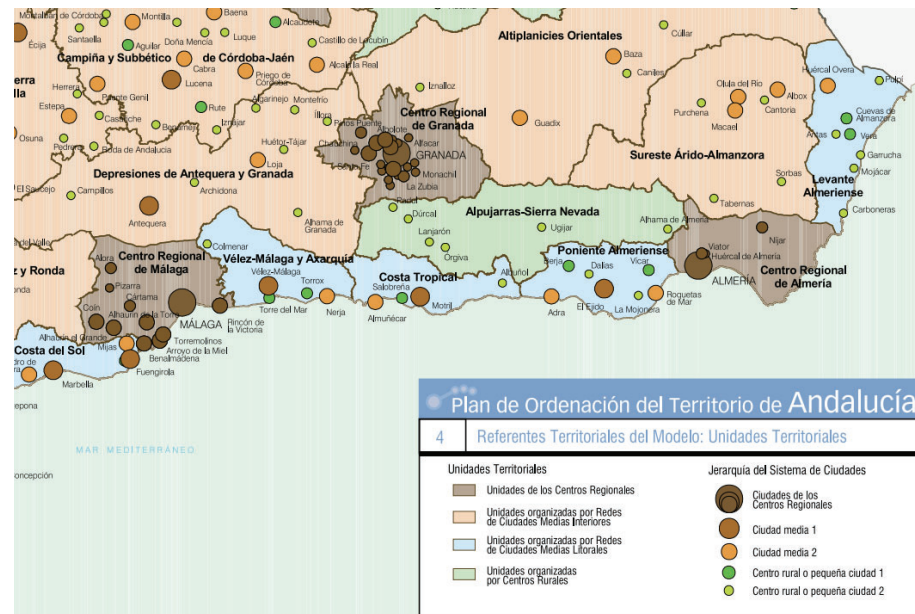 Montalbán de Córdoba
Montilla
Baena
Alcaudete
Écija
Santaella
Aguilar
Doña Mencía
Luque
Castillo de Locubín
Campiña y Subbético
de Córdoba-Jaén
Cabra
Priego de
Córdoba
Alcalá la Real
Herrera
Puente Genil
Lucena
Estepa
Casariche
Rute
Algarinejo
Montefrío
Íllora
Osuna
Pedrera
Benamejí
Iznájar
Roda de Andalucía
Huétor-Tájar
Loja
Depresiones de Antequera y Granada
El Saucejo
Campillos
Archidona
Antequera
Alhama de
Granada
Altiplanicies Orientales
Cúllar
Baza
Caniles
Iznalloz
Guadix
Centro Regional
de Granada
Pinos Puente
Albolote
Alfacar
Chauchina
GRANADA
Santa Fe
Monachil
La Zubia
Padul
Dúrcal
Lanjarón
Órgiva
Alpujarras-Sierra Nevada
Ugijar
Olula del Río
Albox
Purchena
Cantoria
Macael
Sureste Árido-Almanzora
Sorbas
Tabernas
Huércal Overa
Pulpí
Cuevas de
Almanzora
Antas
Vera
Garrucha
Mojácar
Levante
Almeriense
Carboneras
Alhama de Almería
Níjar
Viator
Huércal de Almería
ALMERÍA
Centro Regional
de Almería
Poniente Almeriense
Berja
Dalías
Vícar
Adra
El Ejido
La Mojonera
Roquetas
de Mar
Costa Tropical
Salobreña
Albuñol
Almuñécar
Motril
Colmenar
Vélez-Málaga y Axarquía
Vélez-Málaga
Torrox
Torre del Mar
Nerja
Centro Regional
de Málaga
Alora
Pizarra
Cártama
Coín
Alhaurín de la Torre
MÁLAGA
Rincón de
la Victoria
Alhaurín el Grande
Torremolinos
Arroyo de la Miel
Mijas
Benalmádena
Fuengirola
z y Ronda
Costa del Sol
Marbella
MAR MEDITERRÁNEO
Plan de Ordenación del Territorio de Andalucía
4 Referentes Territoriales del Modelo: Unidades Territoriales
Unidades Territoriales
Unidades de los Centros Regionales
Unidades organizadas por Redes
de Ciudades Medias Interiores
Unidades organizadas por Redes
de Ciudades Medias Litorales
Unidades organizadas
por Centros Rurales
Jerarquía del Sistema de Ciudades
Ciudades de los
Centros Regionales
Ciudad media 1
Ciudad media 2
Centro rural o pequeña ciudad 1
Centro rural o pequeña ciudad 2